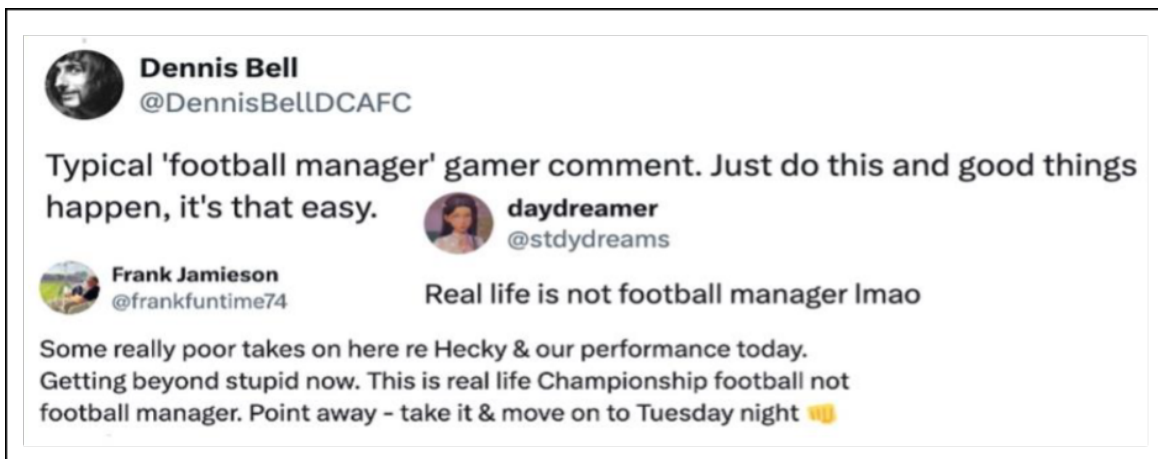 Dennis Bell
@DennisBellDCAFC
Typical 'football manager' gamer comment. Just do this and good things
happen, it's that easy.
daydreamer
@stdydreams
Real life is not football manager lmao
Frank Jamieson
@frankfuntime74
Some really poor takes on here re Hecky & our performance today.
Getting beyond stupid now. This is real life Championship football not
football manager. Point away - take it & move on to Tuesday night 👊